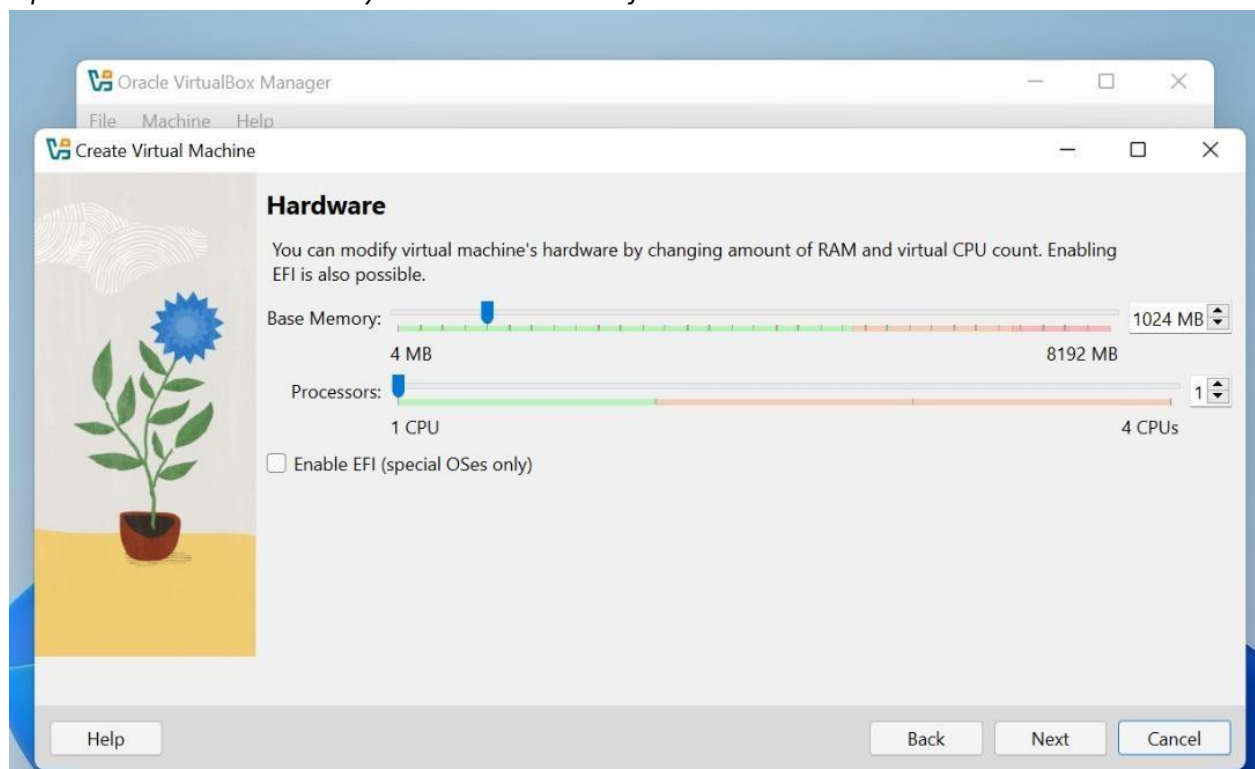 Oracle VirtualBox Manager
File Machine Help
Create Virtual Machine
Hardware
You can modify virtual machine's hardware by changing amount of RAM and virtual CPU count. Enabling
EFI is also possible.
Base Memory: 1024 MB
4 MB 8192 MB
Processors: 1
1 CPU 4 CPUs
Enable EFI (special OSes only)
Help Back Next Cancel